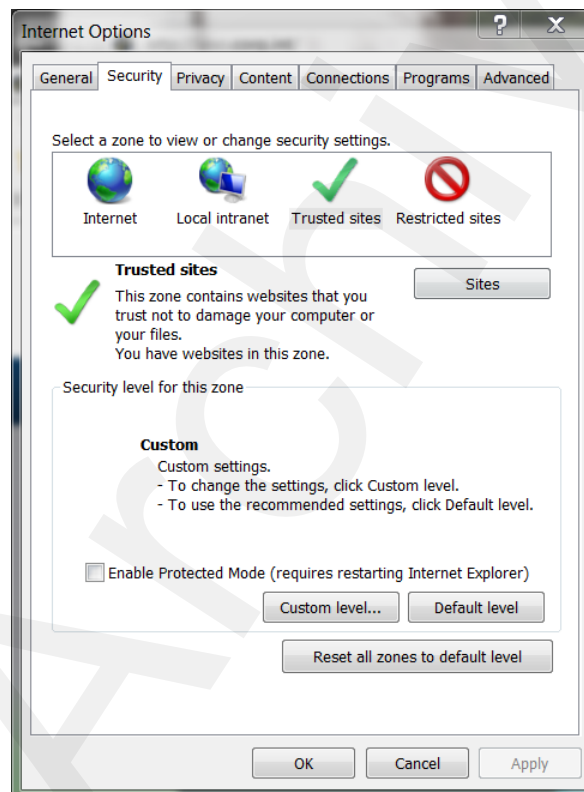 Internet Options
General Security Privacy Content Connections Programs Advanced
Select a zone to view or change security settings.
Internet Local intranet Trusted sites Restricted sites
Trusted sites
Sites
This zone contains websites that you
trust not to damage your computer or
your files.
You have websites in this zone.
Security level for this zone
Custom
Custom settings.
- To change the settings, click Custom level.
- To use the recommended settings, click Default level.
Enable Protected Mode (requires restarting Internet Explorer)
Custom level... Default level
Reset all zones to default level
OK Cancel Apply
Archiv